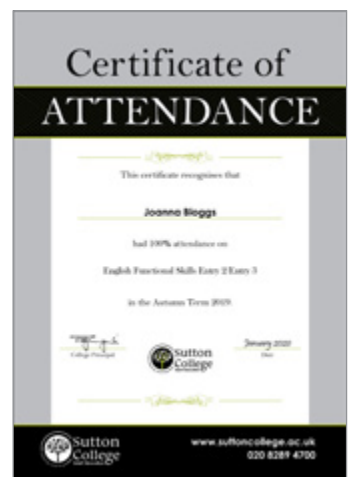 Certificate of
ATTENDANCE
This certificate recognises that
Joanna Bloggs
had 100% attendance on
English Functional Skills Entry 2/Entry 3
in the Autumn Term 2019.
January 2020
College Principal
Date
Sutton
College
Sutton
College
www.suttoncollege.ac.uk
020 8289 4700